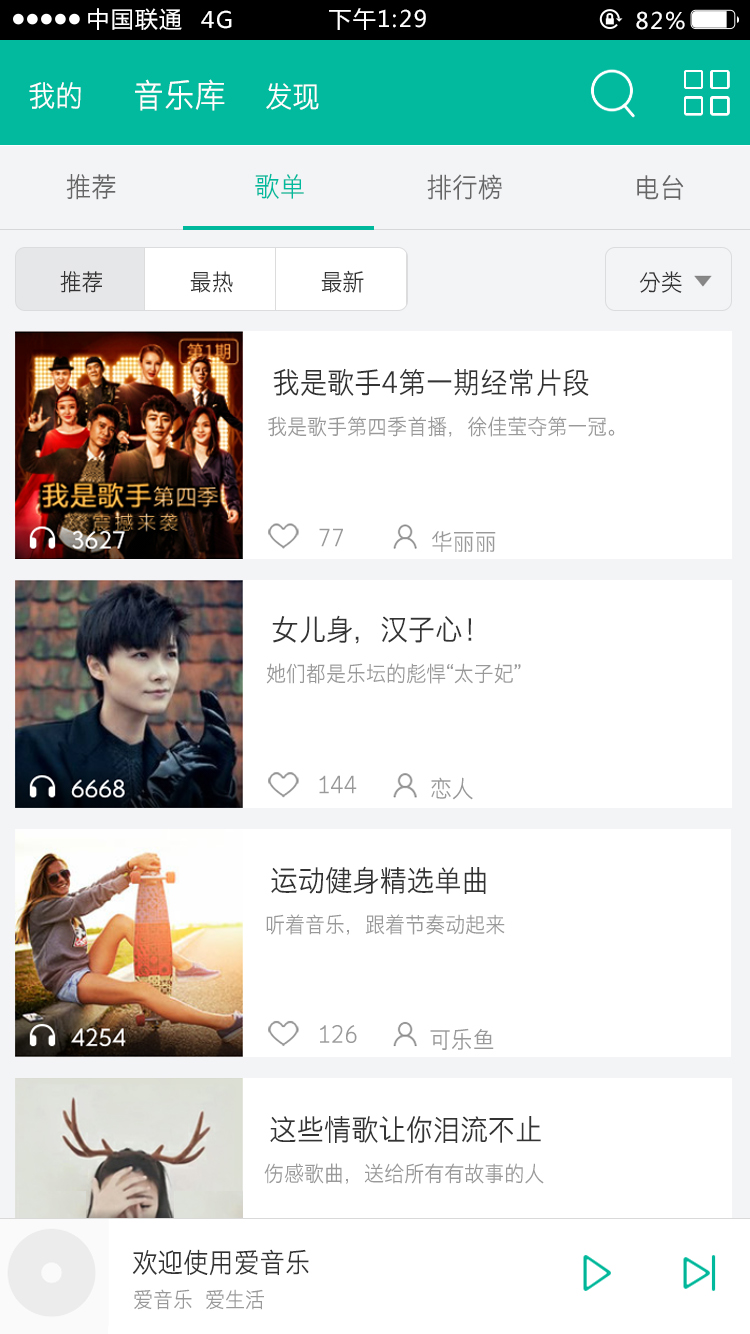 中国联通 4G 下午1:29 82%
我的 音乐库 发现
推荐 歌单 排行榜 电台
推荐 最热 最新 分类
第1期
我是歌手第四季
震撼来袭
3627
我是歌手4第一期经常片段
我是歌手第四季首播，徐佳莹夺第一冠。
77 华丽丽
6668
女儿身，汉子心！
她们都是乐坛的彪悍“太子妃”
144 恋人
4254
运动健身精选单曲
听着音乐，跟着节奏动起来
126 可乐鱼
这些情歌让你泪流不止
伤感歌曲，送给所有有故事的人
欢迎使用爱音乐
爱音乐 爱生活